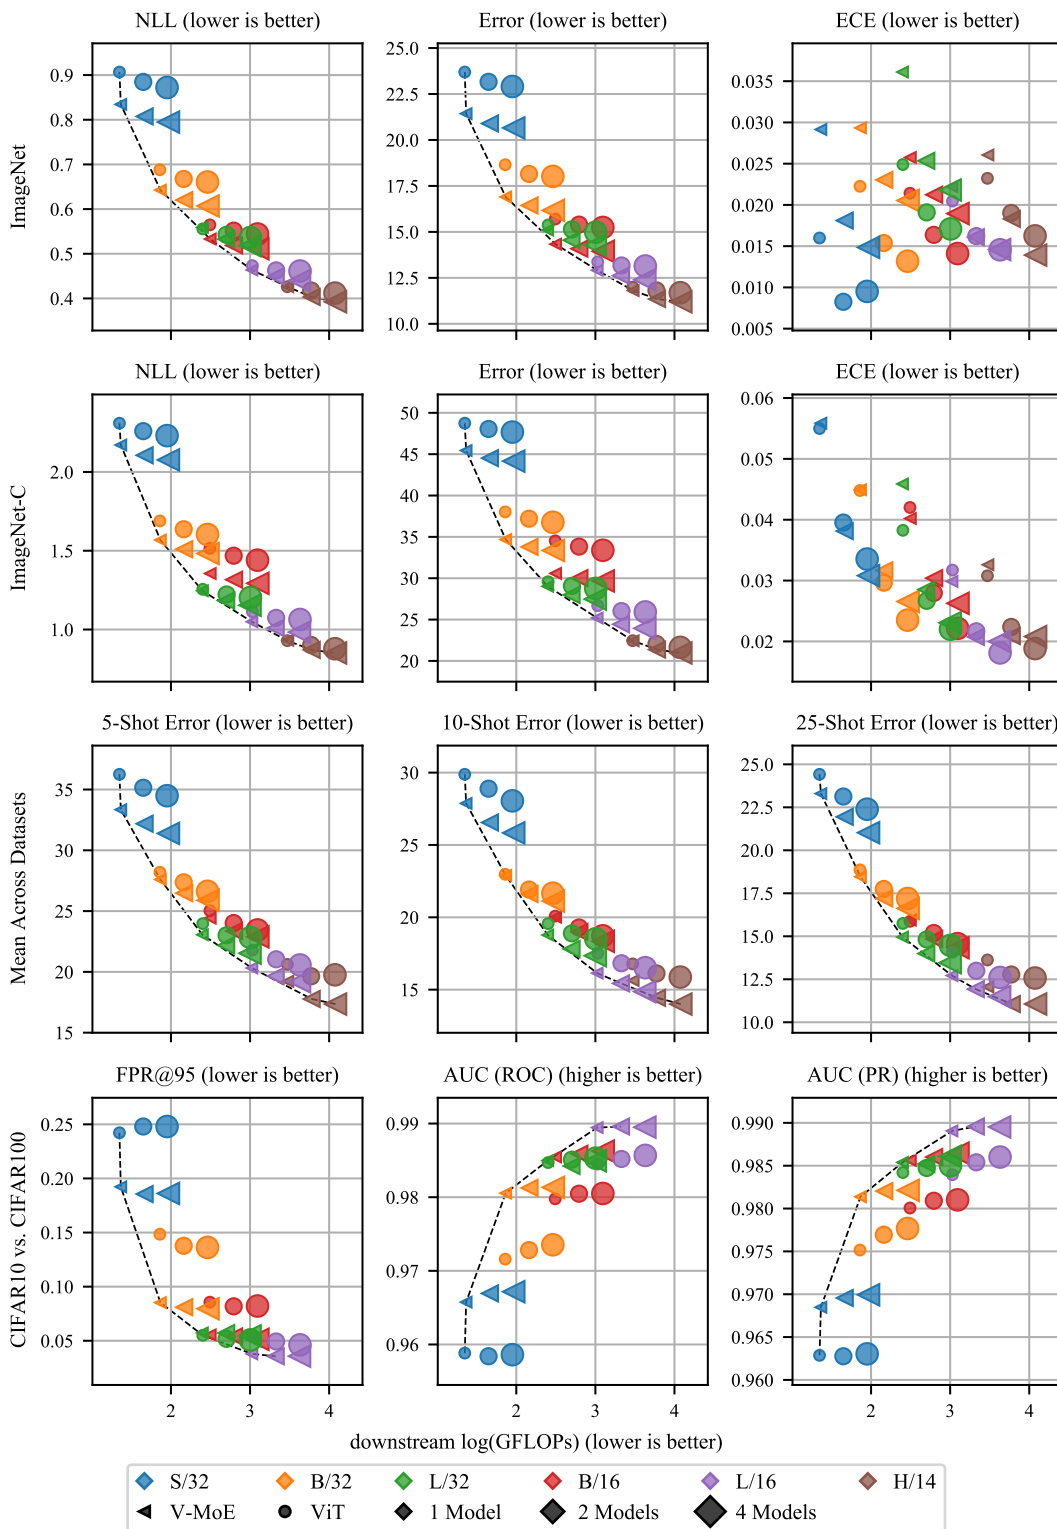 NLL (lower is better) Error (lower is better) ECE (lower is better)
ImageNet
0.9 0.8 0.7 0.6 0.5 0.4
25.0 22.5 20.0 17.5 15.0 12.5 10.0
0.035 0.030 0.025 0.020 0.015 0.010 0.005
NLL (lower is better) Error (lower is better) ECE (lower is better)
ImageNet-C
2.0 1.5 1.0
50 45 40 35 30 25 20
0.06 0.05 0.04 0.03 0.02
5-Shot Error (lower is better) 10-Shot Error (lower is better) 25-Shot Error (lower is better)
Mean Across Datasets
35 30 25 20 15
30 25 20 15
25.0 22.5 20.0 17.5 15.0 12.5 10.0
FPR@95 (lower is better) AUC (ROC) (higher is better) AUC (PR) (higher is better)
CIFAR10 vs. CIFAR100
0.25 0.20 0.15 0.10 0.05
0.99 0.98 0.97 0.96
0.990 0.985 0.980 0.975 0.970 0.965 0.960
2 3 4 2 3 4 2 3 4
downstream log(GFLOPs) (lower is better)
S/32 B/32 L/32 B/16 L/16 H/14
V-MoE ViT 1 Model 2 Models 4 Models